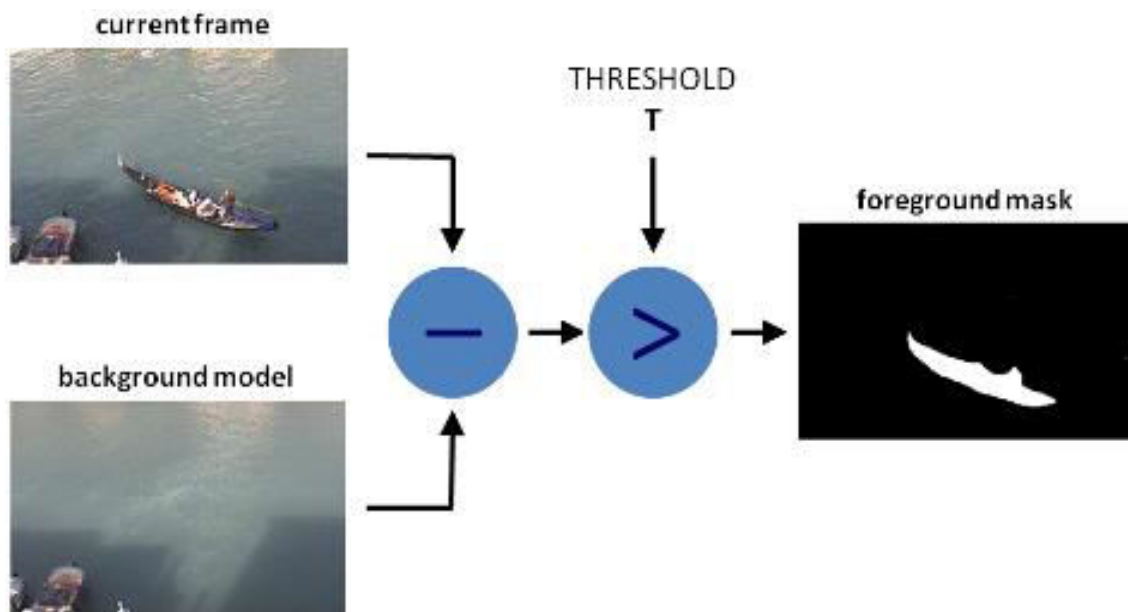 current frame
THRESHOLD
T
foreground mask
−
>
background model